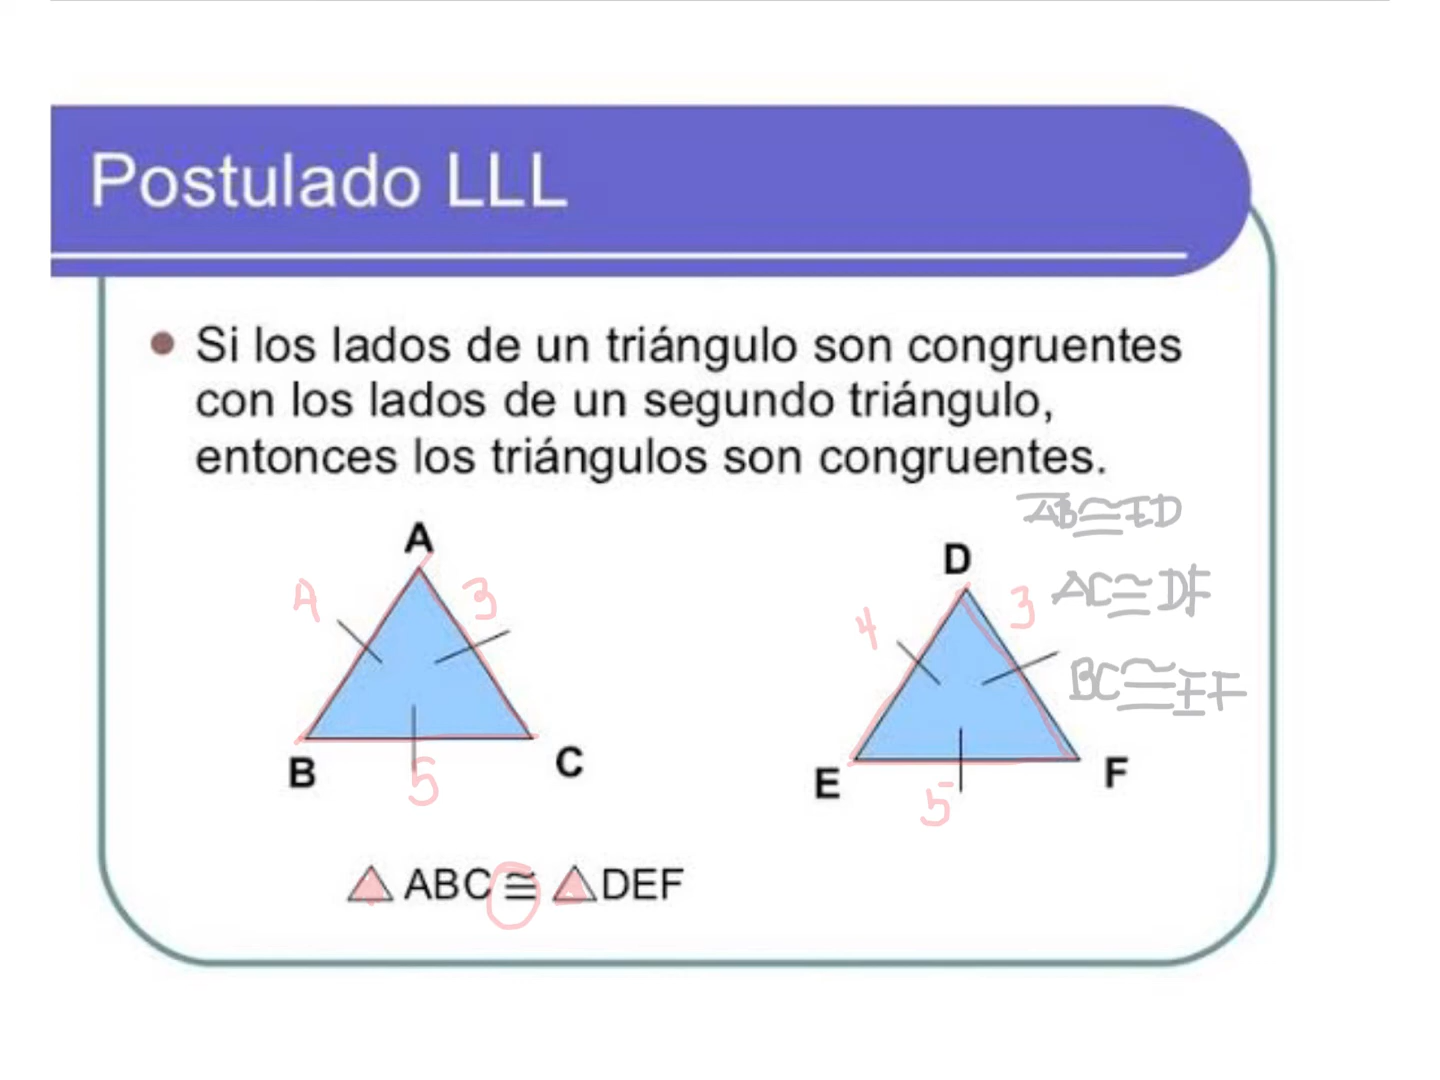 Postulado LLL
Si los lados de un triángulo son congruentes
con los lados de un segundo triángulo,
entonces los triángulos son congruentes.
AB≅ED
A
D
4
3
4
3
AC≅DF
BC≅EF
B
C
E
F
5
5
△ABC≅△DEF